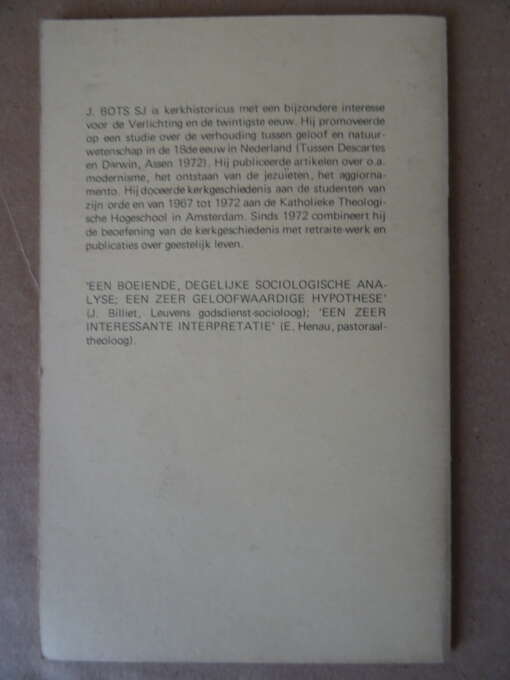 J. BOTS SJ is kerkhistoricus met een bijzondere interesse
voor de Verlichting en de twintigste eeuw. Hij promoveerde
op een studie over de verhouding tussen geloof en natuur-
wetenschap in de 18de eeuw in Nederland (Tussen Descartes
en Darwin, Assen 1972). Hij publiceerde artikelen over o.a.
modernisme, het ontstaan van de jezuïeten, het aggiorna-
mento. Hij doceerde kerkgeschiedenis aan de studenten van
zijn orde en van 1967 tot 1972 aan de Katholieke Theologi-
sche Hogeschool in Amsterdam. Sinds 1972 combineert hij
de beoefening van de kerkgeschiedenis met retraite-werk en
publicaties over geestelijk leven.
'EEN BOEIENDE, DEGELIJKE SOCIOLOGISCHE ANA-
LYSE; EEN ZEER GELOOFWAARDIGE HYPOTHESE'
(J. Billiet, Leuvens godsdienst-socioloog); 'EEN ZEER
INTERESSANTE INTERPRETATIE' (E. Henau, pastoraal-
theoloog).